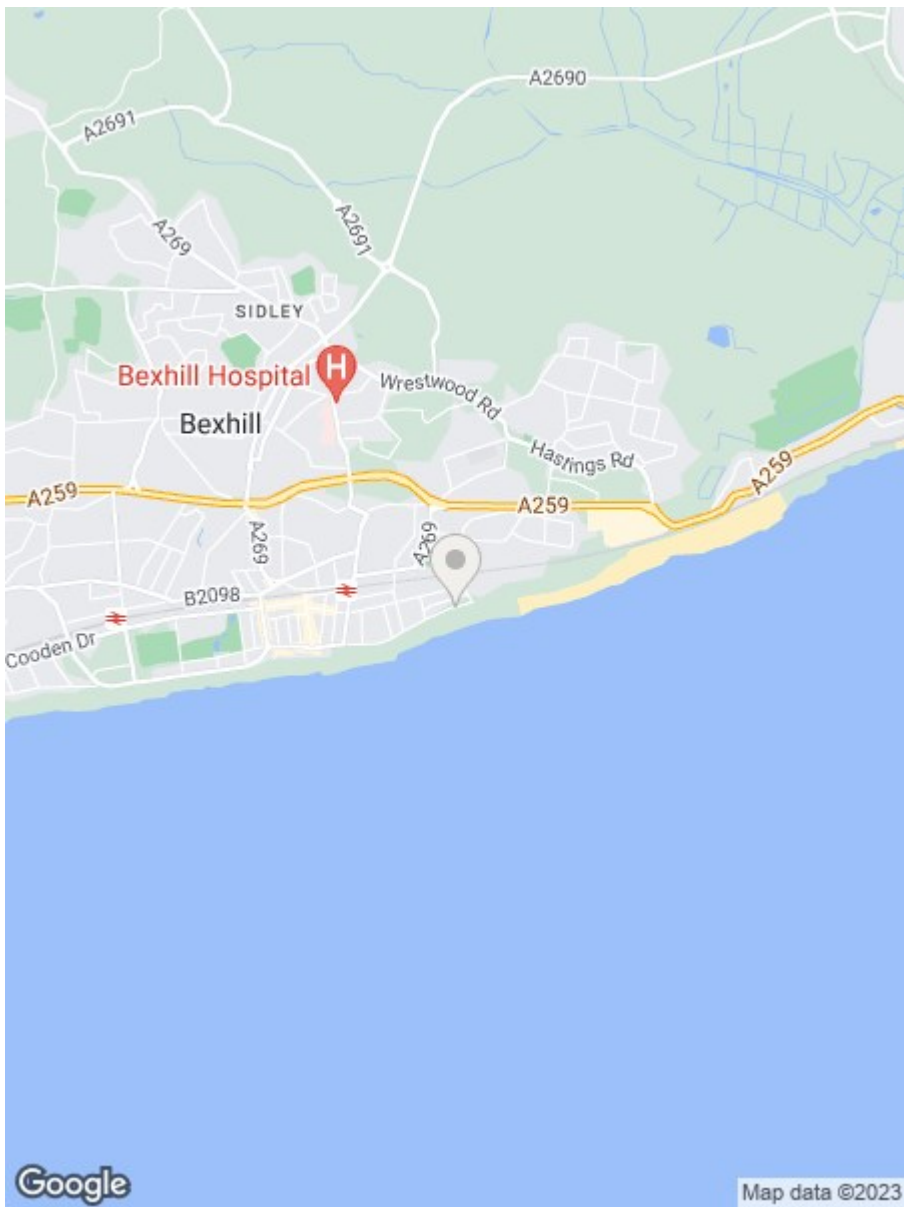 A2690
A2691
A269
A2691
SIDLEY
H
Bexhill Hospital
Wrestwood Rd
Bexhill
Hastings Rd
A259
A259
A259
A269
A269
B2098
Cooden Dr
Google
Map data ©2023